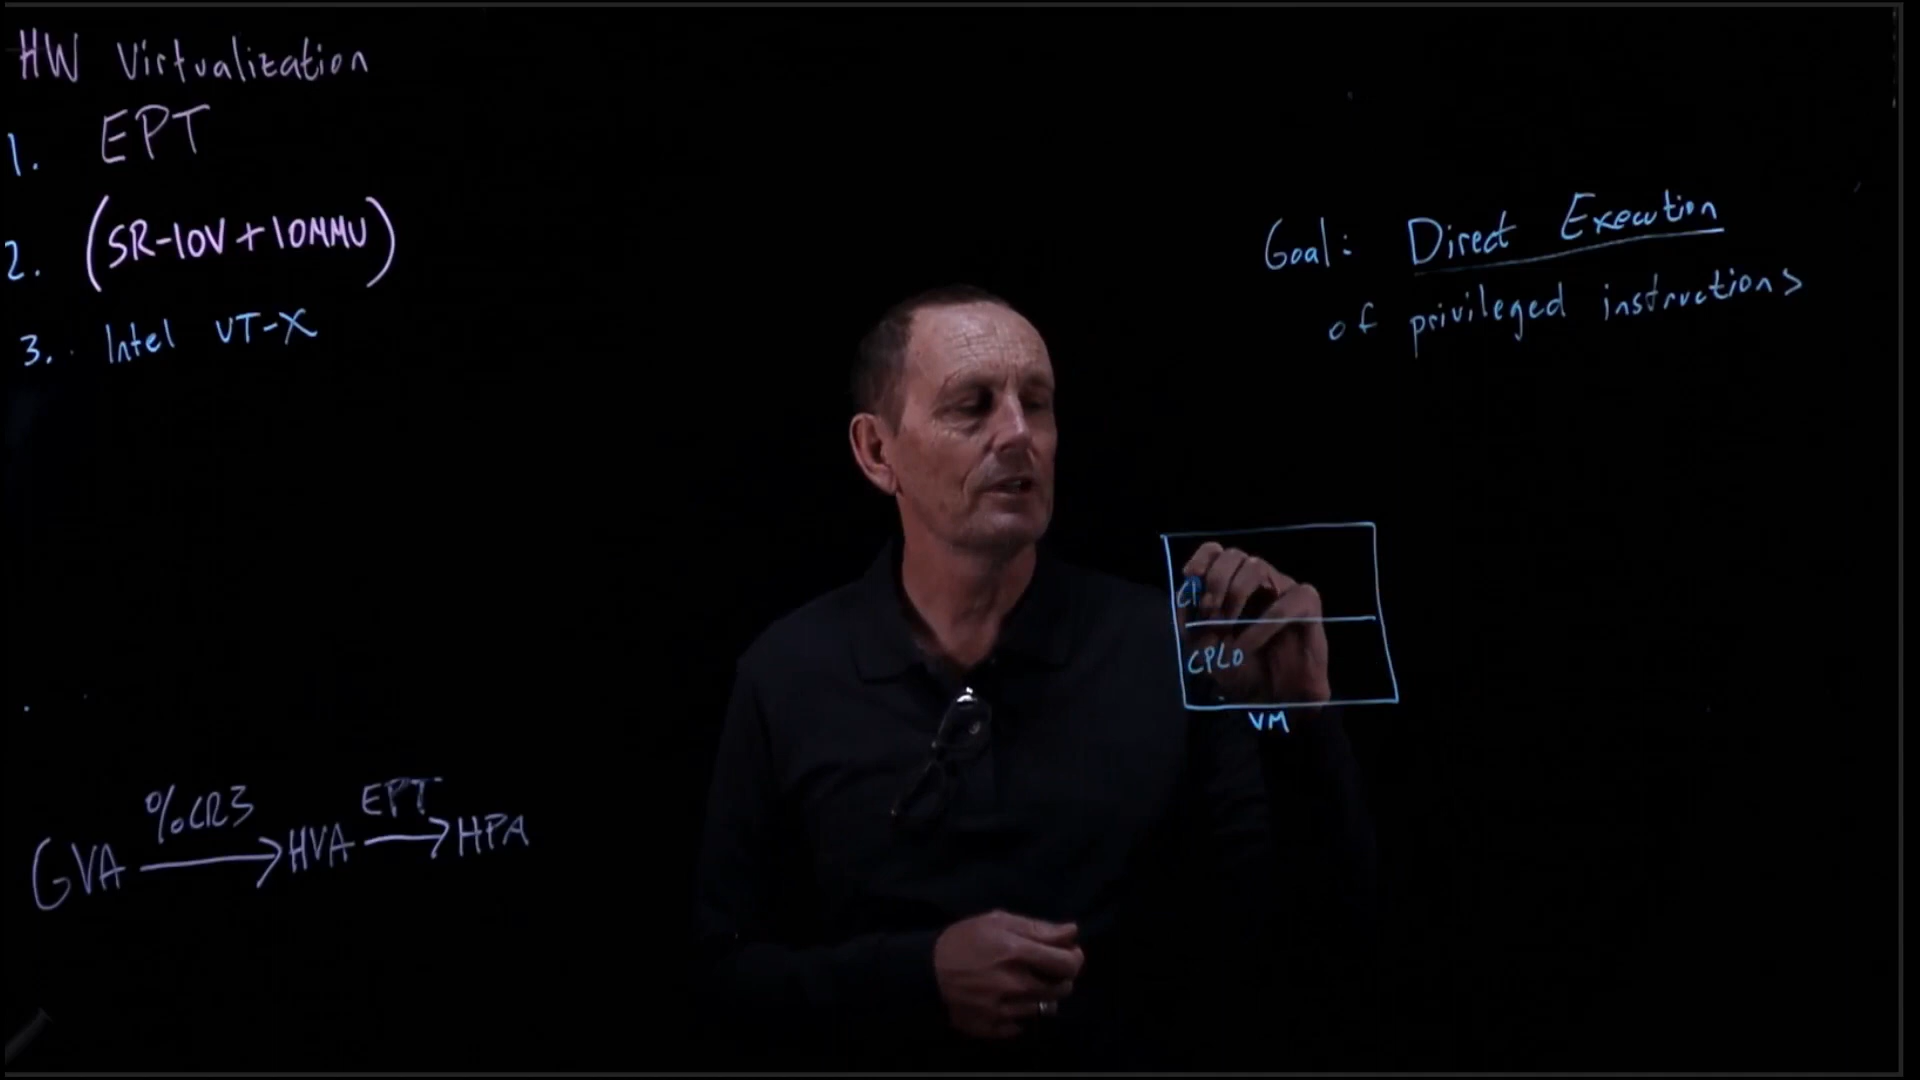 HW Virtualization
1. EPT
2. (SR-IOV + IOMMU)
3. Intel VT-X
Goal: Direct Execution
of privileged instructions
CP
CPL0
VM
%CR3
EPT
GVA → HVA → HPA